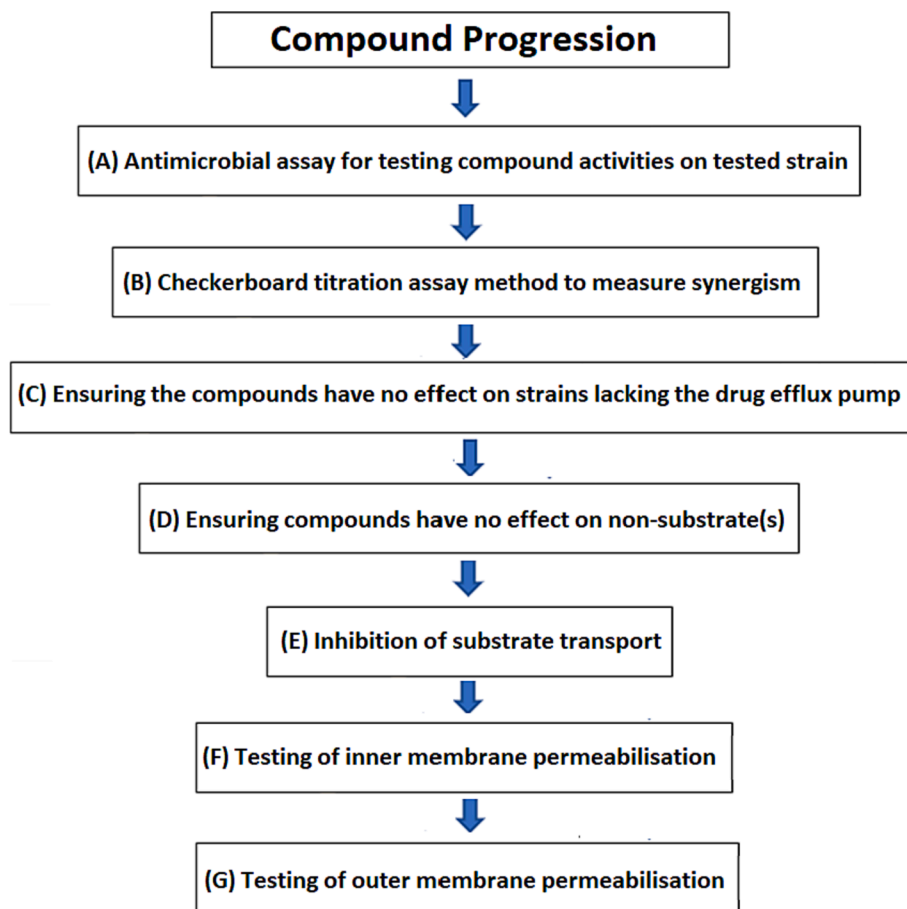 Compound Progression
(A) Antimicrobial assay for testing compound activities on tested strain
(B) Checkerboard titration assay method to measure synergism
(C) Ensuring the compounds have no effect on strains lacking the drug efflux pump
(D) Ensuring compounds have no effect on non-substrate(s)
(E) Inhibition of substrate transport
(F) Testing of inner membrane permeabilisation
(G) Testing of outer membrane permeabilisation